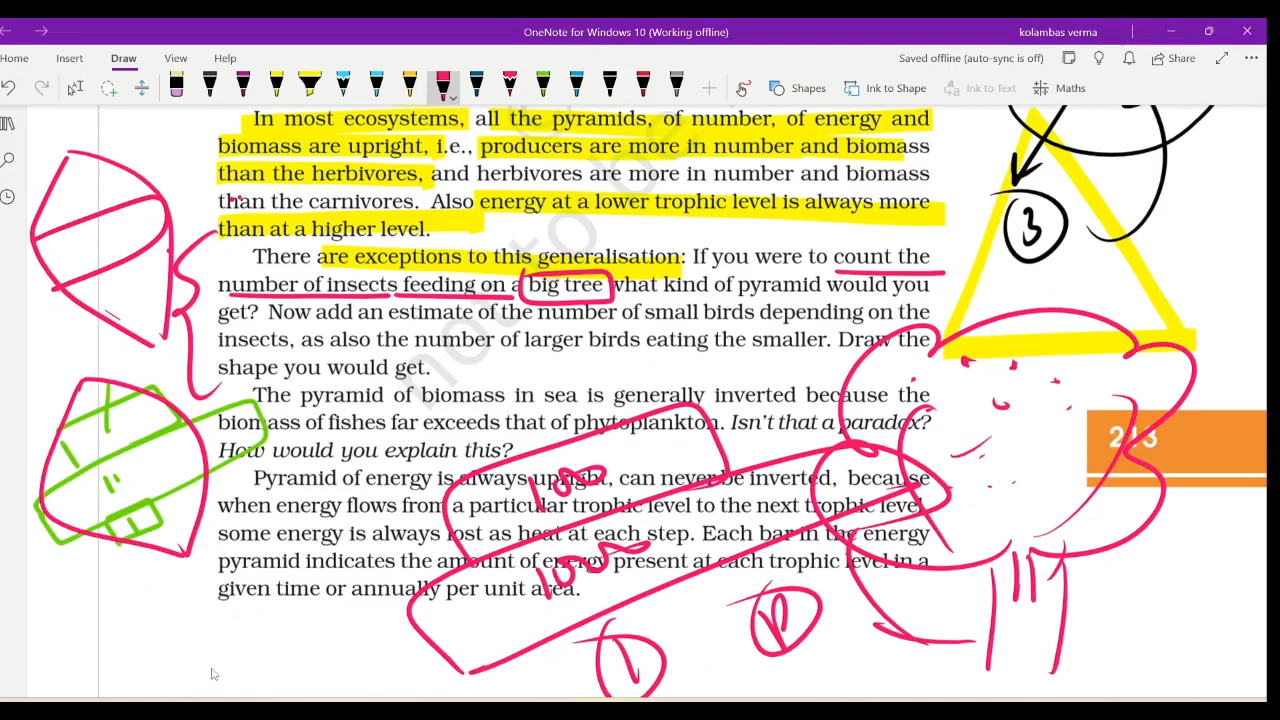 OneNote for Windows 10 (Working offline)
kolambas verma
Home Insert Draw View Help
Saved offline (auto-sync is off)
Share
Shapes
Ink to Shape
Ink to Text
Maths
In most ecosystems, all the pyramids, of number, of energy and
biomass are upright, i.e., producers are more in number and biomass
than the herbivores, and herbivores are more in number and biomass
than the carnivores. Also energy at a lower trophic level is always more
than at a higher level.
There are exceptions to this generalisation: If you were to count the
number of insects feeding on a big tree what kind of pyramid would you
get? Now add an estimate of the number of small birds depending on the
insects, as also the number of larger birds eating the smaller. Draw the
shape you would get.
The pyramid of biomass in sea is generally inverted because the
biomass of fishes far exceeds that of phytoplankton. Isn't that a paradox?
How would you explain this?
Pyramid of energy is always upright, can never be inverted, because
when energy flows from a particular trophic level to the next trophic level,
some energy is always lost as heat at each step. Each bar in the energy
pyramid indicates the amount of energy present at each trophic level in a
given time or annually per unit area.
3
213
100
1000
not to be